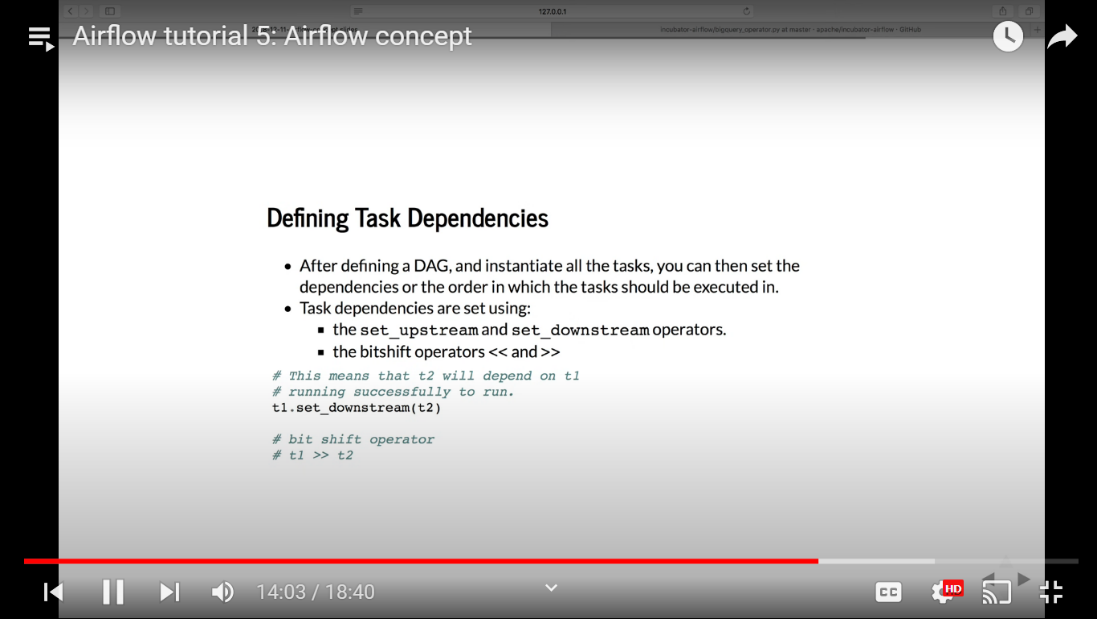 127.0.0.1
Airflow tutorial 5: Airflow concept
incubator-airflow/bigquery_operator.py at master · apache/incubator-airflow · GitHub
Defining Task Dependencies
• After defining a DAG, and instantiate all the tasks, you can then set the
dependencies or the order in which the tasks should be executed in.
• Task dependencies are set using:
▪ the set_upstream and set_downstream operators.
▪ the bitshift operators << and >>
# This means that t2 will depend on t1
# running successfully to run.
t1.set_downstream(t2)
# bit shift operator
# t1 >> t2
14:03 / 18:40
CC
HD